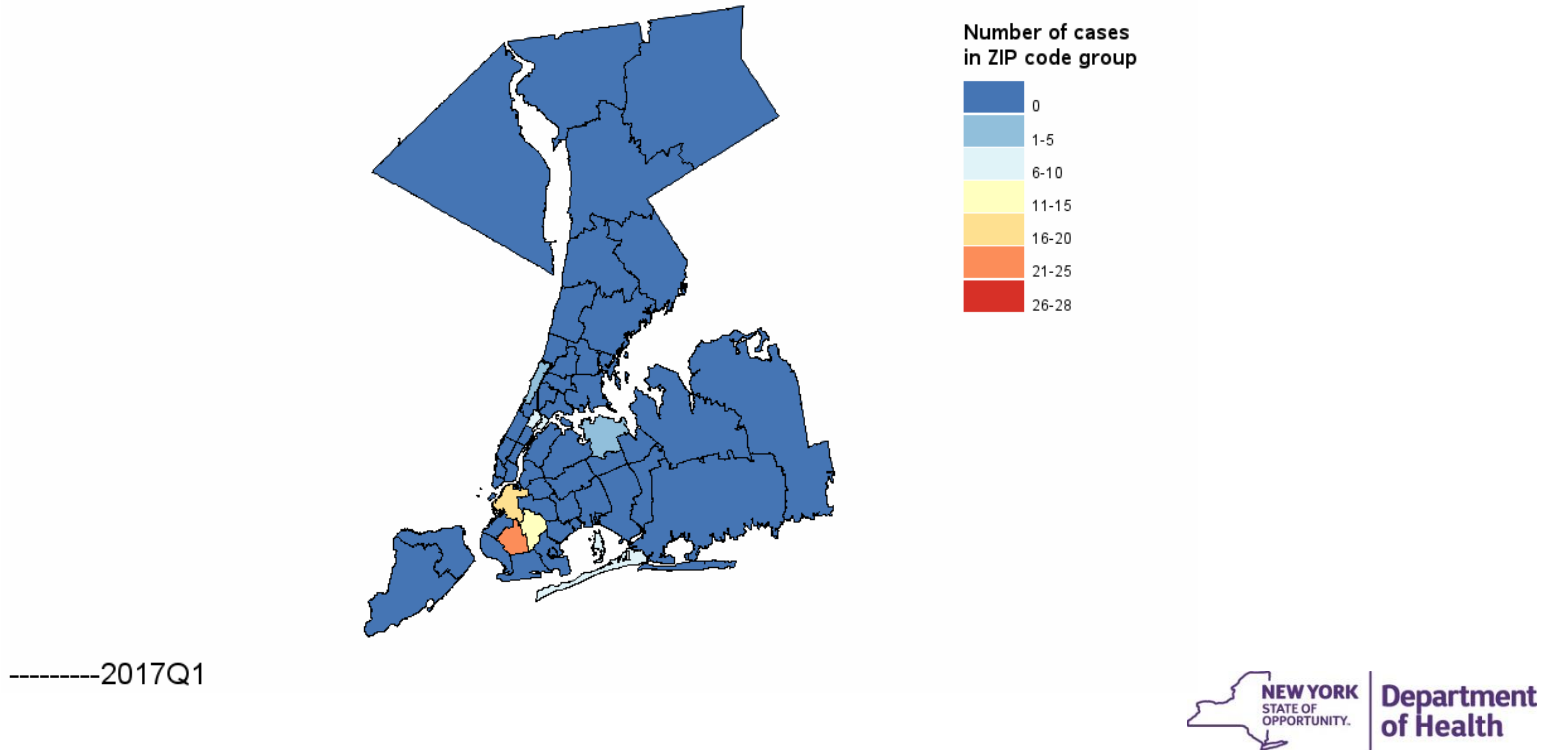 Number of cases
in ZIP code group
0
1-5
6-10
11-15
16-20
21-25
26-28
---------2017Q1
NEW YORK
STATE OF
OPPORTUNITY.
Department
of Health